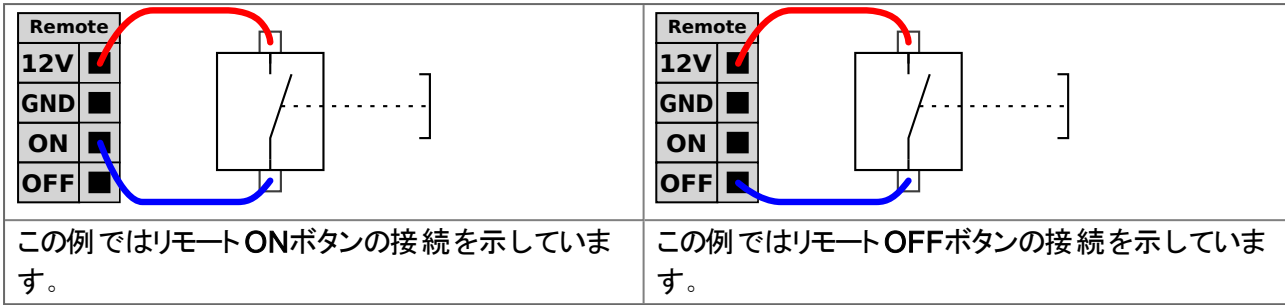 Remote
12V
GND
ON
OFF
Remote
12V
GND
ON
OFF
この例ではリモートONボタンの接続を示していま
す。
この例ではリモートOFFボタンの接続を示していま
す。